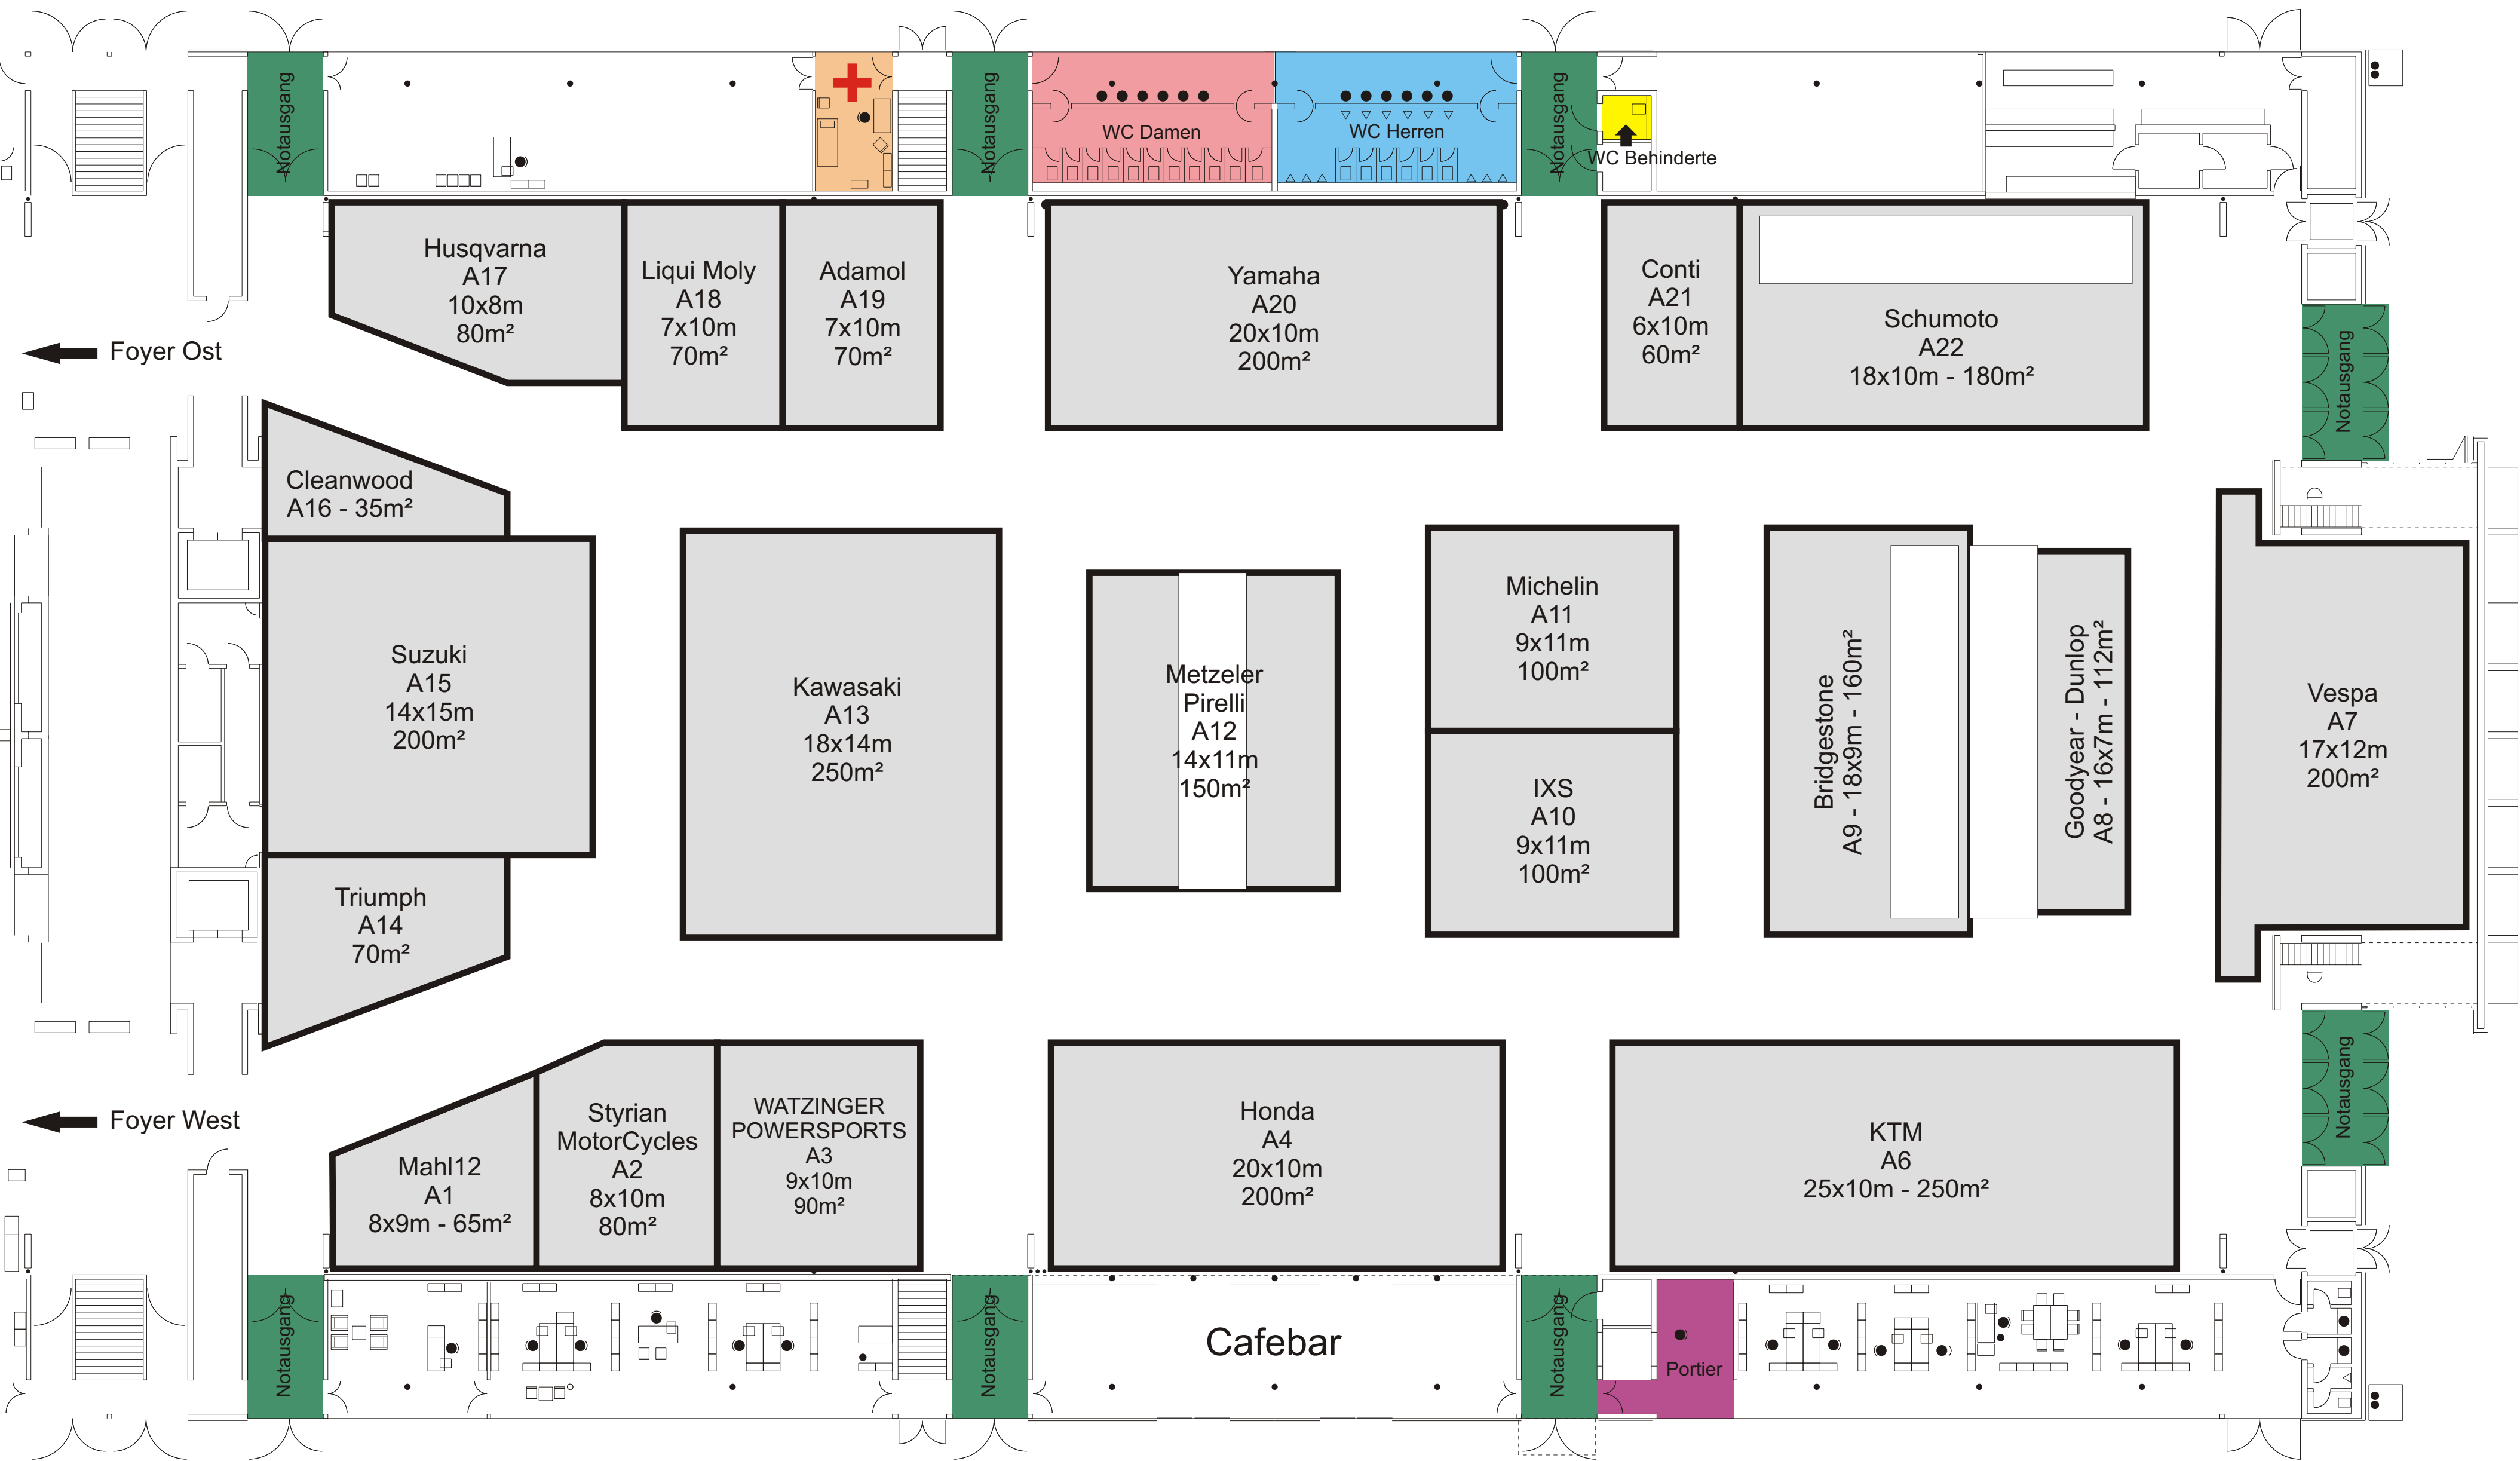 Notausgang
Notausgang
WC Damen
WC Herren
Notausgang
WC Behinderte
Husqvarna
A17
10x8m
80m²
Liqui Moly
A18
7x10m
70m²
Adamol
A19
7x10m
70m²
Yamaha
A20
20x10m
200m²
Conti
A21
6x10m
60m²
Schumoto
A22
18x10m - 180m²
Notausgang
Foyer Ost
Cleanwood
A16 - 35m²
Suzuki
A15
14x15m
200m²
Triumph
A14
70m²
Kawasaki
A13
18x14m
250m²
Metzeler
Pirelli
A12
14x11m
150m²
Michelin
A11
9x11m
100m²
IXS
A10
9x11m
100m²
Bridgestone
A9 - 18x9m - 160m²
Goodyear - Dunlop
A8 - 16x7m - 112m²
Vespa
A7
17x12m
200m²
Foyer West
Mahl12
A1
8x9m - 65m²
Styrian
MotorCycles
A2
8x10m
80m²
WATZINGER
POWERSPORTS
A3
9x10m
90m²
Honda
A4
20x10m
200m²
KTM
A6
25x10m - 250m²
Notausgang
Notausgang
Notausgang
Cafebar
Notausgang
Portier